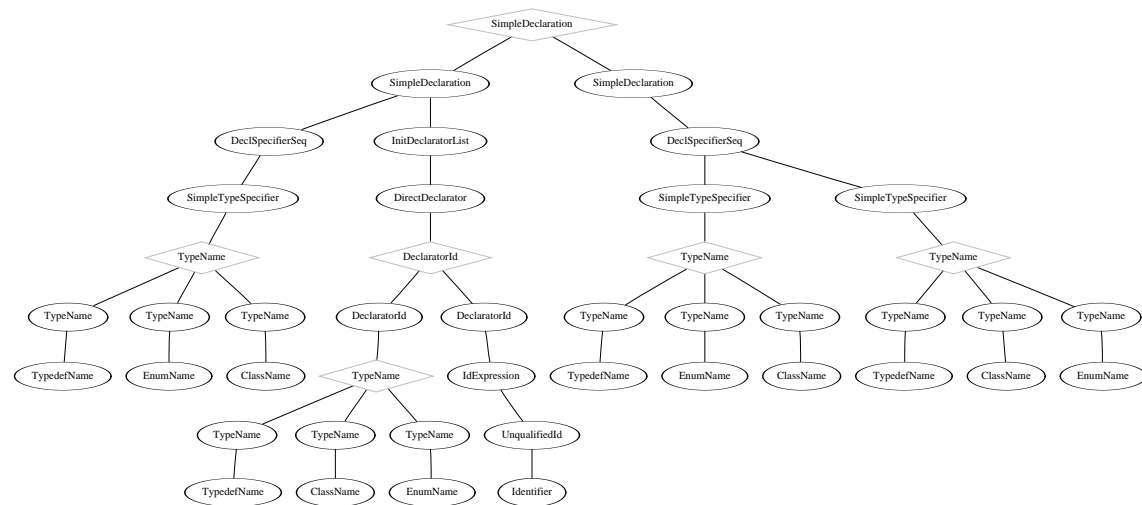 SimpleDeclaration
SimpleDeclaration SimpleDeclaration
DeclSpecifierSeq InitDeclaratorList DeclSpecifierSeq
SimpleTypeSpecifier DirectDeclarator SimpleTypeSpecifier SimpleTypeSpecifier
TypeName DeclaratorId TypeName TypeName
TypeName TypeName TypeName DeclaratorId DeclaratorId TypeName TypeName TypeName TypeName TypeName TypeName
TypedefName EnumName ClassName TypeName IdExpression TypedefName EnumName ClassName TypedefName ClassName EnumName
TypeName TypeName TypeName UnqualifiedId
TypedefName ClassName EnumName Identifier